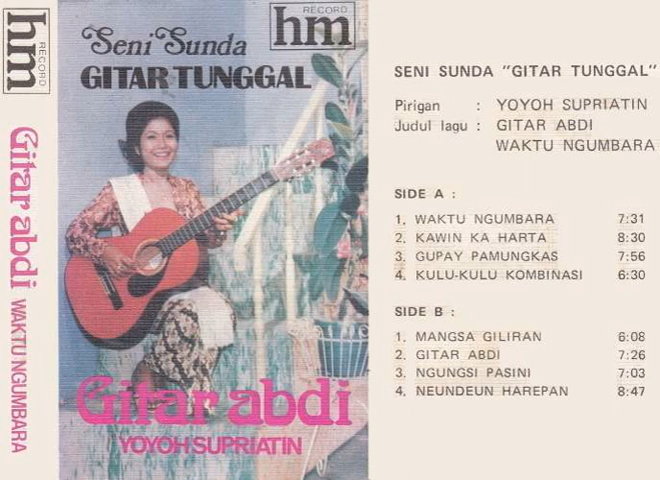 hm RECORD
Gitar abdi
WAKTU NGUMBARA
hm RECORD
Seni Sunda
GITAR TUNGGAL
Gitar abdi
YOYOH SUPRIATIN
SENI SUNDA "GITAR TUNGGAL"
Pirigan : YOYOH SUPRIATIN
Judul lagu : GITAR ABDI
WAKTU NGUMBARA
SIDE A :
1. WAKTU NGUMBARA 7:31
2. KAWIN KA HARTA 8:30
3. GUPAY PAMUNGKAS 7:56
4. KULU-KULU KOMBINASI 6:30
SIDE B :
1. MANGSA GILIRAN 6:08
2. GITAR ABDI 7:26
3. NGUNGSI PASINI 7:03
4. NEUNDEUN HAREPAN 8:47